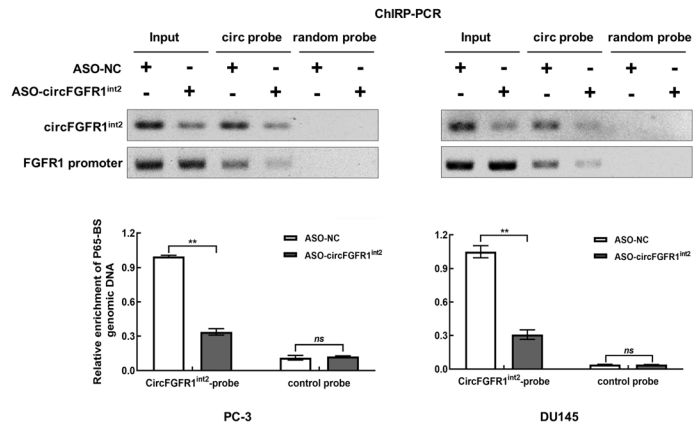 ChIRP-PCR
Input circ probe random probe Input circ probe random probe
ASO-NC + - + - + - + - + - + -
ASO-circFGFR1int2 - + - + - + - + - + - +
circFGFR1int2
FGFR1 promoter
Relative enrichment of P65-BS
genomic DNA
1.2
0.9
0.6
0.3
0.0
**
ns
ASO-NC
ASO-circFGFR1int2
CircFGFR1int2-probe control probe
PC-3
1.2
0.9
0.6
0.3
0.0
**
ns
ASO-NC
ASO-circFGFR1int2
CircFGFR1int2-probe control probe
DU145